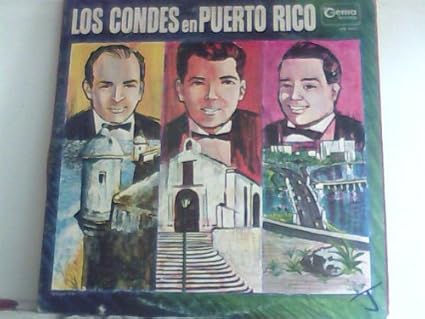 LOS CONDES en PUERTO RICO
Gema
J